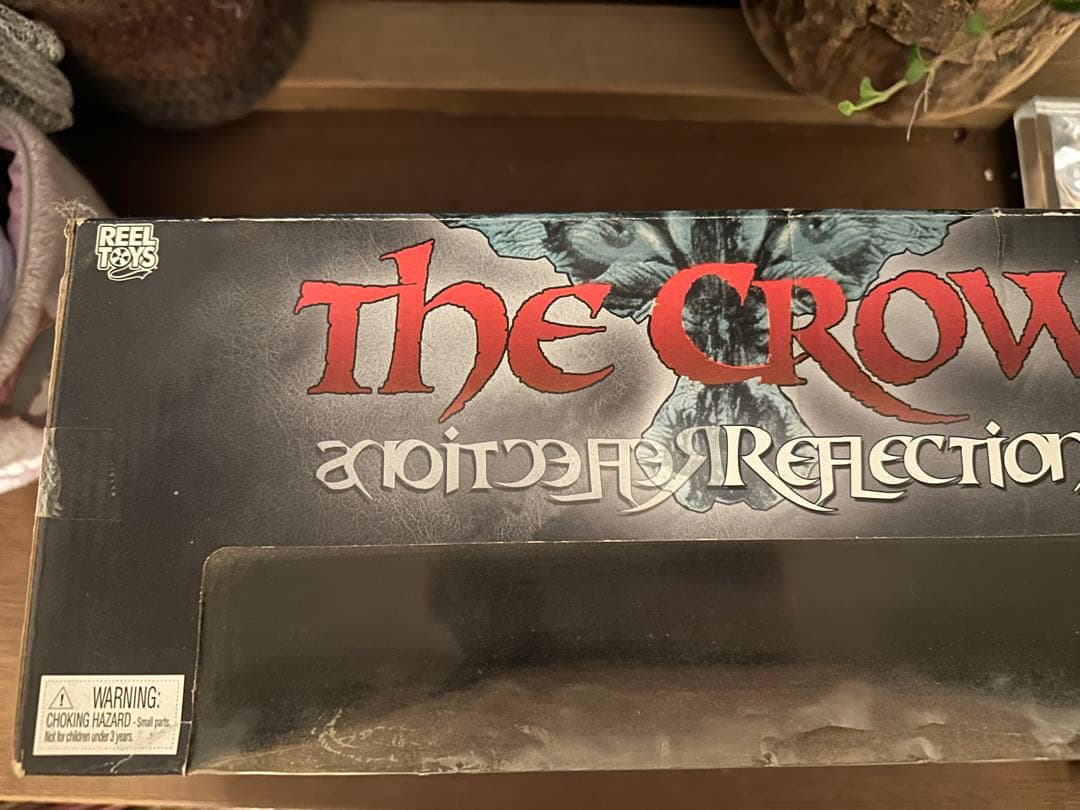 REEL
TOYS
The Crow
Reflections Reflection
WARNING:
CHOKING HAZARD - Small parts.
Not for children under 3 years.